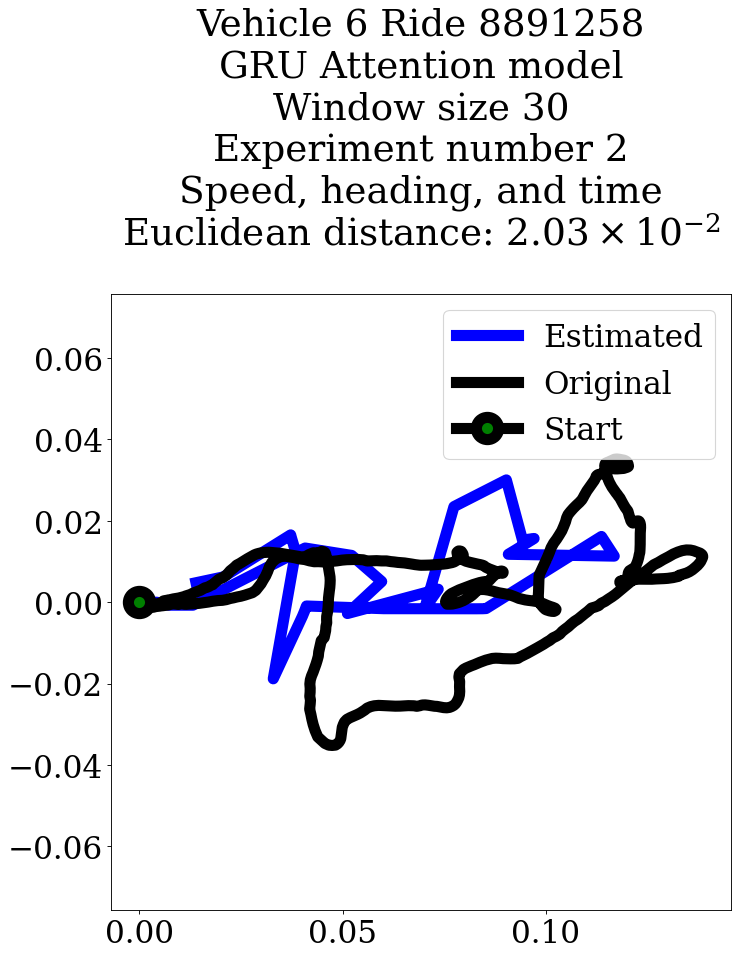 Vehicle 6 Ride 8891258
GRU Attention model
Window size 30
Experiment number 2
Speed, heading, and time
Euclidean distance: 2.03 × 10⁻²
Estimated
Original
Start
0.06
0.04
0.02
0.00
−0.02
−0.04
−0.06
0.00 0.05 0.10